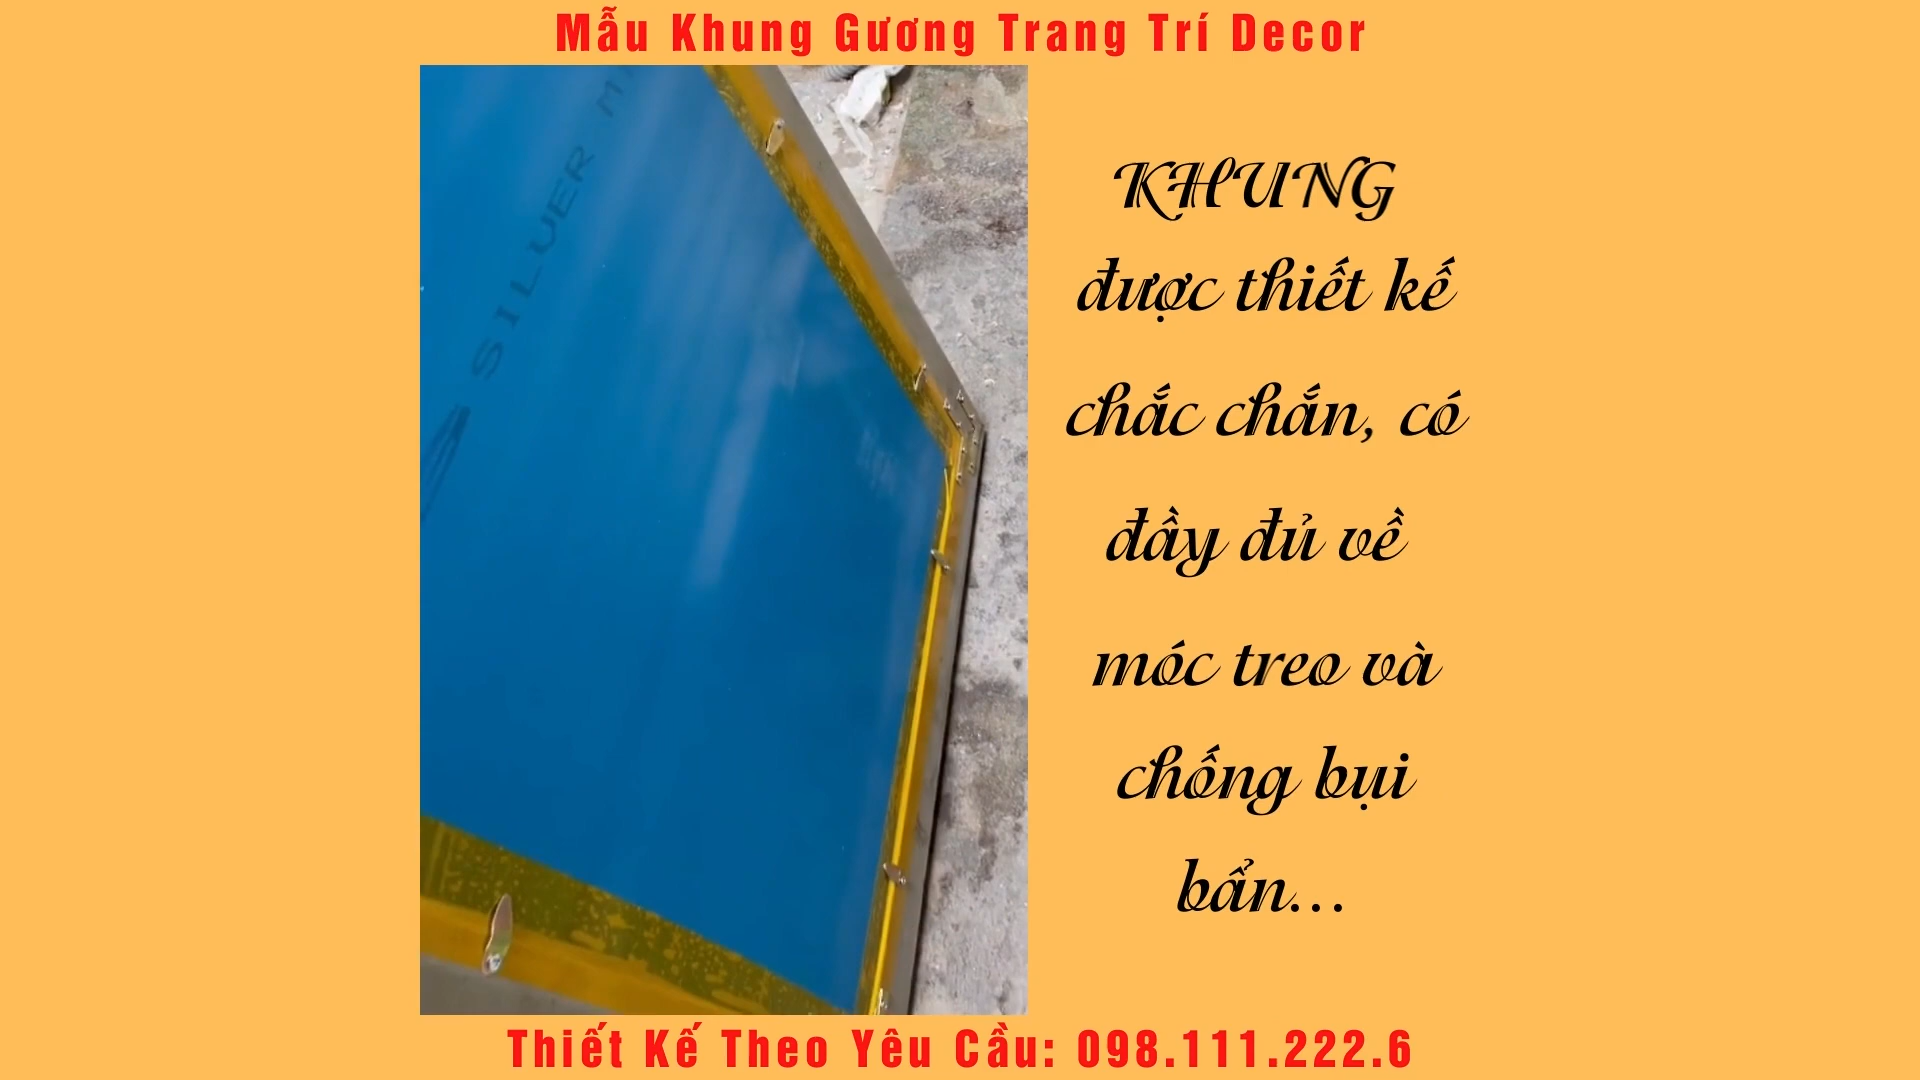 Mẫu Khung Gương Trang Trí Decor
SILVER
KHUNG
được thiết kế
chắc chắn, có
đầy đủ về
móc treo và
chống bụi
bẩn...
Thiết Kế Theo Yêu Cầu: 098.111.222.6